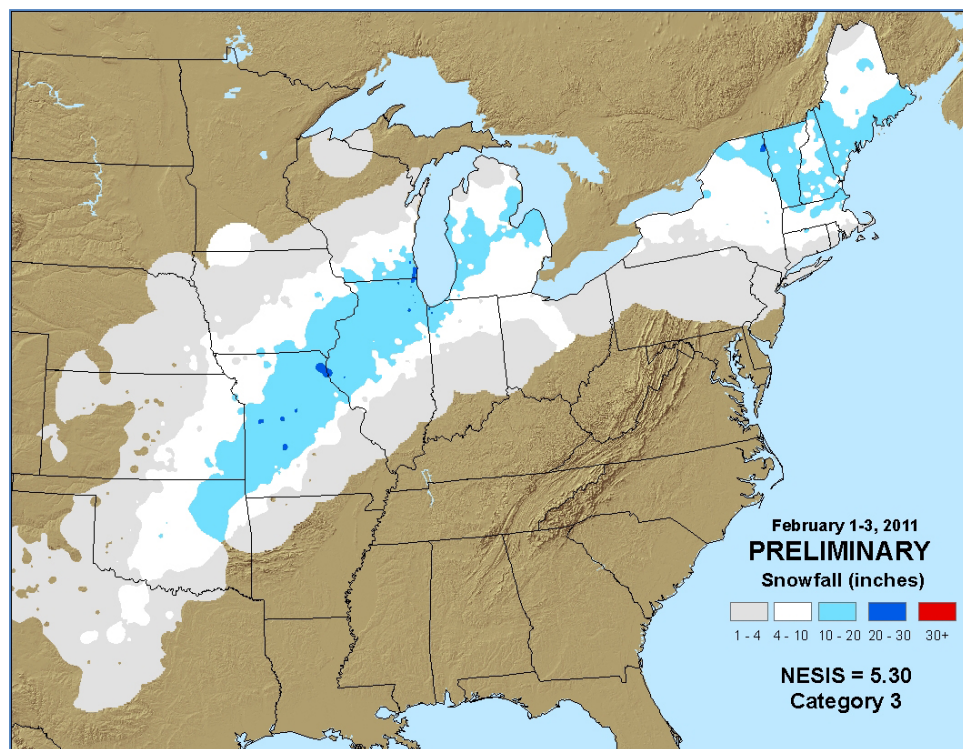 February 1-3, 2011
PRELIMINARY
Snowfall (inches)
1 - 4 4 - 10 10 - 20 20 - 30 30+
NESIS = 5.30
Category 3